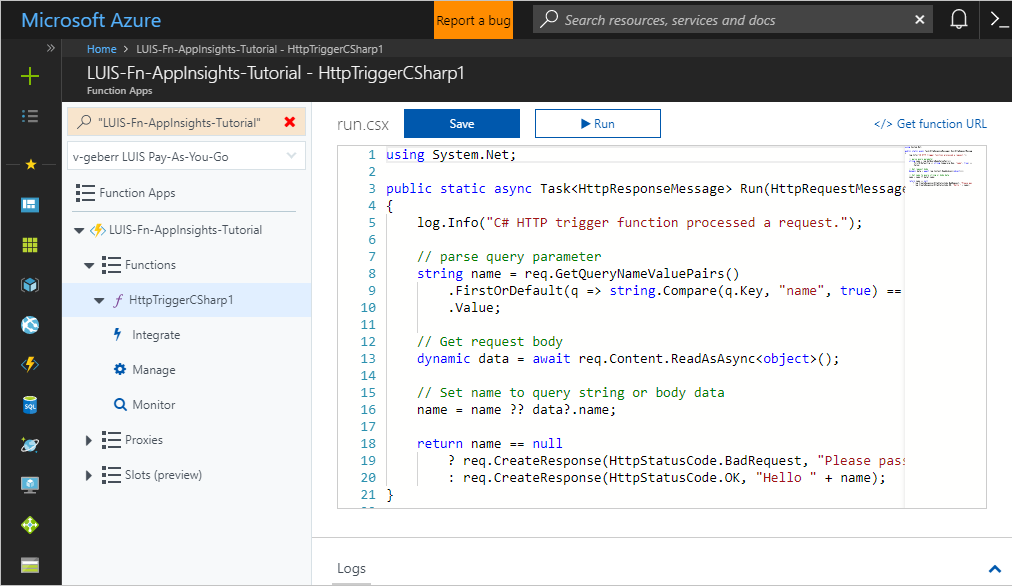 Microsoft Azure
Report a bug
Search resources, services and docs
Home > LUIS-Fn-AppInsights-Tutorial - HttpTriggerCSharp1
LUIS-Fn-AppInsights-Tutorial - HttpTriggerCSharp1
Function Apps
"LUIS-Fn-AppInsights-Tutorial"
v-geberr LUIS Pay-As-You-Go
Function Apps
LUIS-Fn-AppInsights-Tutorial
Functions
f HttpTriggerCSharp1
Integrate
Manage
Monitor
Proxies
Slots (preview)
SQL
run.csx
Save
Run
</> Get function URL
1 using System.Net;
2
3 public static async Task<HttpResponseMessage> Run(HttpRequestMessage
4 {
5 log.Info("C# HTTP trigger function processed a request.");
6
7 // parse query parameter
8 string name = req.GetQueryNameValuePairs()
9 .FirstOrDefault(q => string.Compare(q.Key, "name", true) ==
10 .Value;
11
12 // Get request body
13 dynamic data = await req.Content.ReadAsAsync<object>();
14
15 // Set name to query string or body data
16 name = name ?? data?.name;
17
18 return name == null
19 ? req.CreateResponse(HttpStatusCode.BadRequest, "Please pas
20 : req.CreateResponse(HttpStatusCode.OK, "Hello " + name);
21 }
Logs